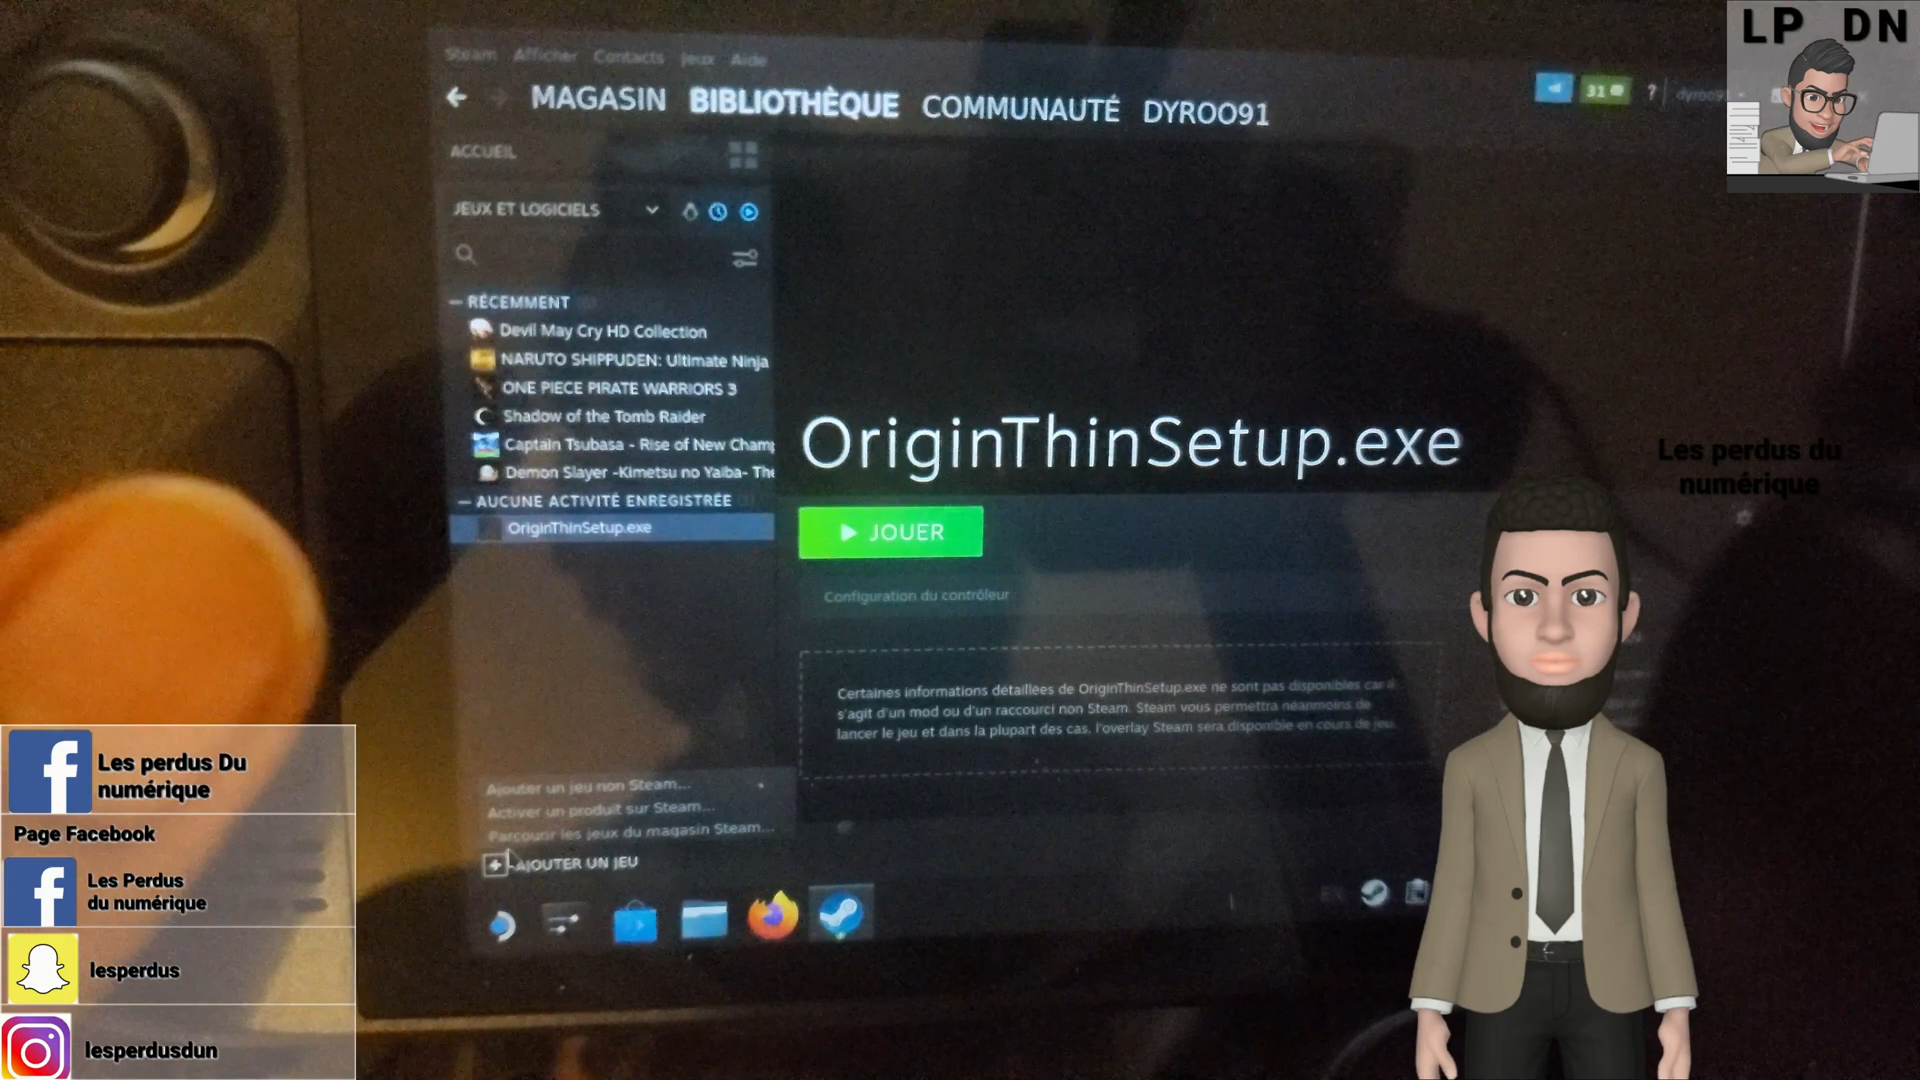 LP DN
Steam Afficher Contacts Jeux Aide
MAGASIN BIBLIOTHÈQUE COMMUNAUTÉ DYROO91
31 ?
ACCUEIL
JEUX ET LOGICIELS
— RÉCEMMENT
Devil May Cry HD Collection
NARUTO SHIPPUDEN: Ultimate Ninja
ONE PIECE PIRATE WARRIORS 3
Shadow of the Tomb Raider
Captain Tsubasa - Rise of New Champ
Demon Slayer -Kimetsu no Yaiba- The
— AUCUNE ACTIVITÉ ENREGISTRÉE
OriginThinSetup.exe
OriginThinSetup.exe
JOUER
Configuration du contrôleur
Certaines informations détaillées de OriginThinSetup.exe ne sont pas disponibles car il
s'agit d'un mod ou d'un raccourci non Steam. Steam vous permettra néanmoins de
lancer le jeu et dans la plupart des cas, l'overlay Steam sera disponible en cours de jeu.
Ajouter un jeu non Steam...
Activer un produit sur Steam...
Parcourir les jeux du magasin Steam...
AJOUTER UN JEU
Les perdus du
numérique
Les perdus Du
numérique
Page Facebook
Les Perdus
du numérique
lesperdus
lesperdusdun